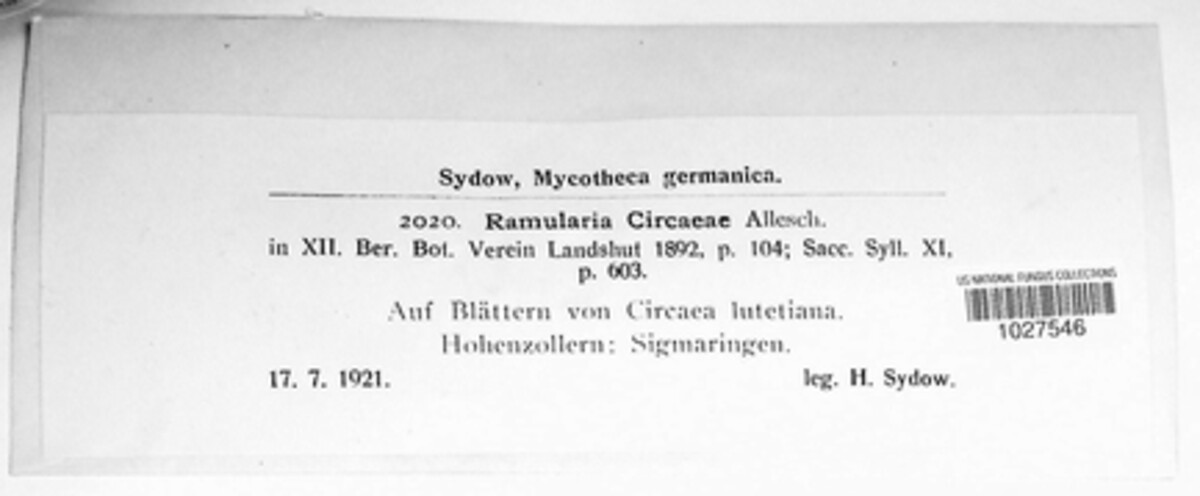 Sydow, Mycotheca germanica.
2020. Ramularia Circaeae Allesch.
in XII. Ber. Bot. Verein Landshut 1892, p. 104; Sacc. Syll. XI,
p. 603.
Auf Blättern von Circaea lutetiana.
Hohenzollern: Sigmaringen.
17. 7. 1921.
leg. H. Sydow.
US NATIONAL FUNGUS COLLECTIONS
1027546